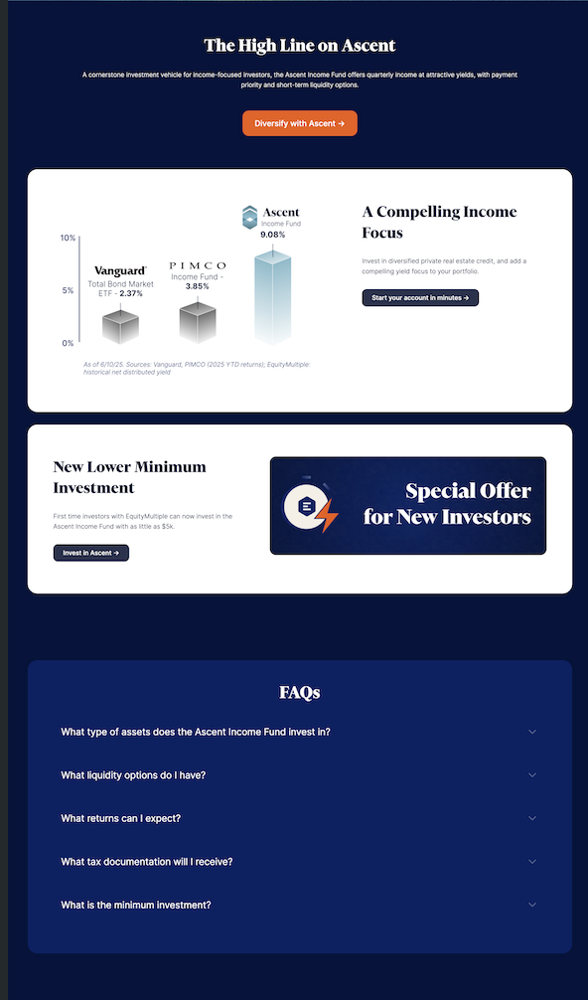 The High Line on Ascent
A cornerstone investment vehicle for income-focused investors, the Ascent Income Fund offers quarterly income at attractive yields, with payment
priority and short-term liquidity options.
Diversify with Ascent →
10%
5%
0%
Vanguard
Total Bond Market
ETF - 2.37%
PIMCO
Income Fund -
3.85%
Ascent
Income Fund
9.08%
As of 6/10/25. Sources: Vanguard, PIMCO (2025 YTD returns); EquityMultiple:
historical net distributed yield
A Compelling Income
Focus
Invest in diversified private real estate credit, and add a
compelling yield focus to your portfolio.
Start your account in minutes →
New Lower Minimum
Investment
First time investors with EquityMultiple can now invest in the
Ascent Income Fund with as little as $5k.
Invest in Ascent →
Special Offer
for New Investors
FAQs
What type of assets does the Ascent Income Fund invest in?
What liquidity options do I have?
What returns can I expect?
What tax documentation will I receive?
What is the minimum investment?